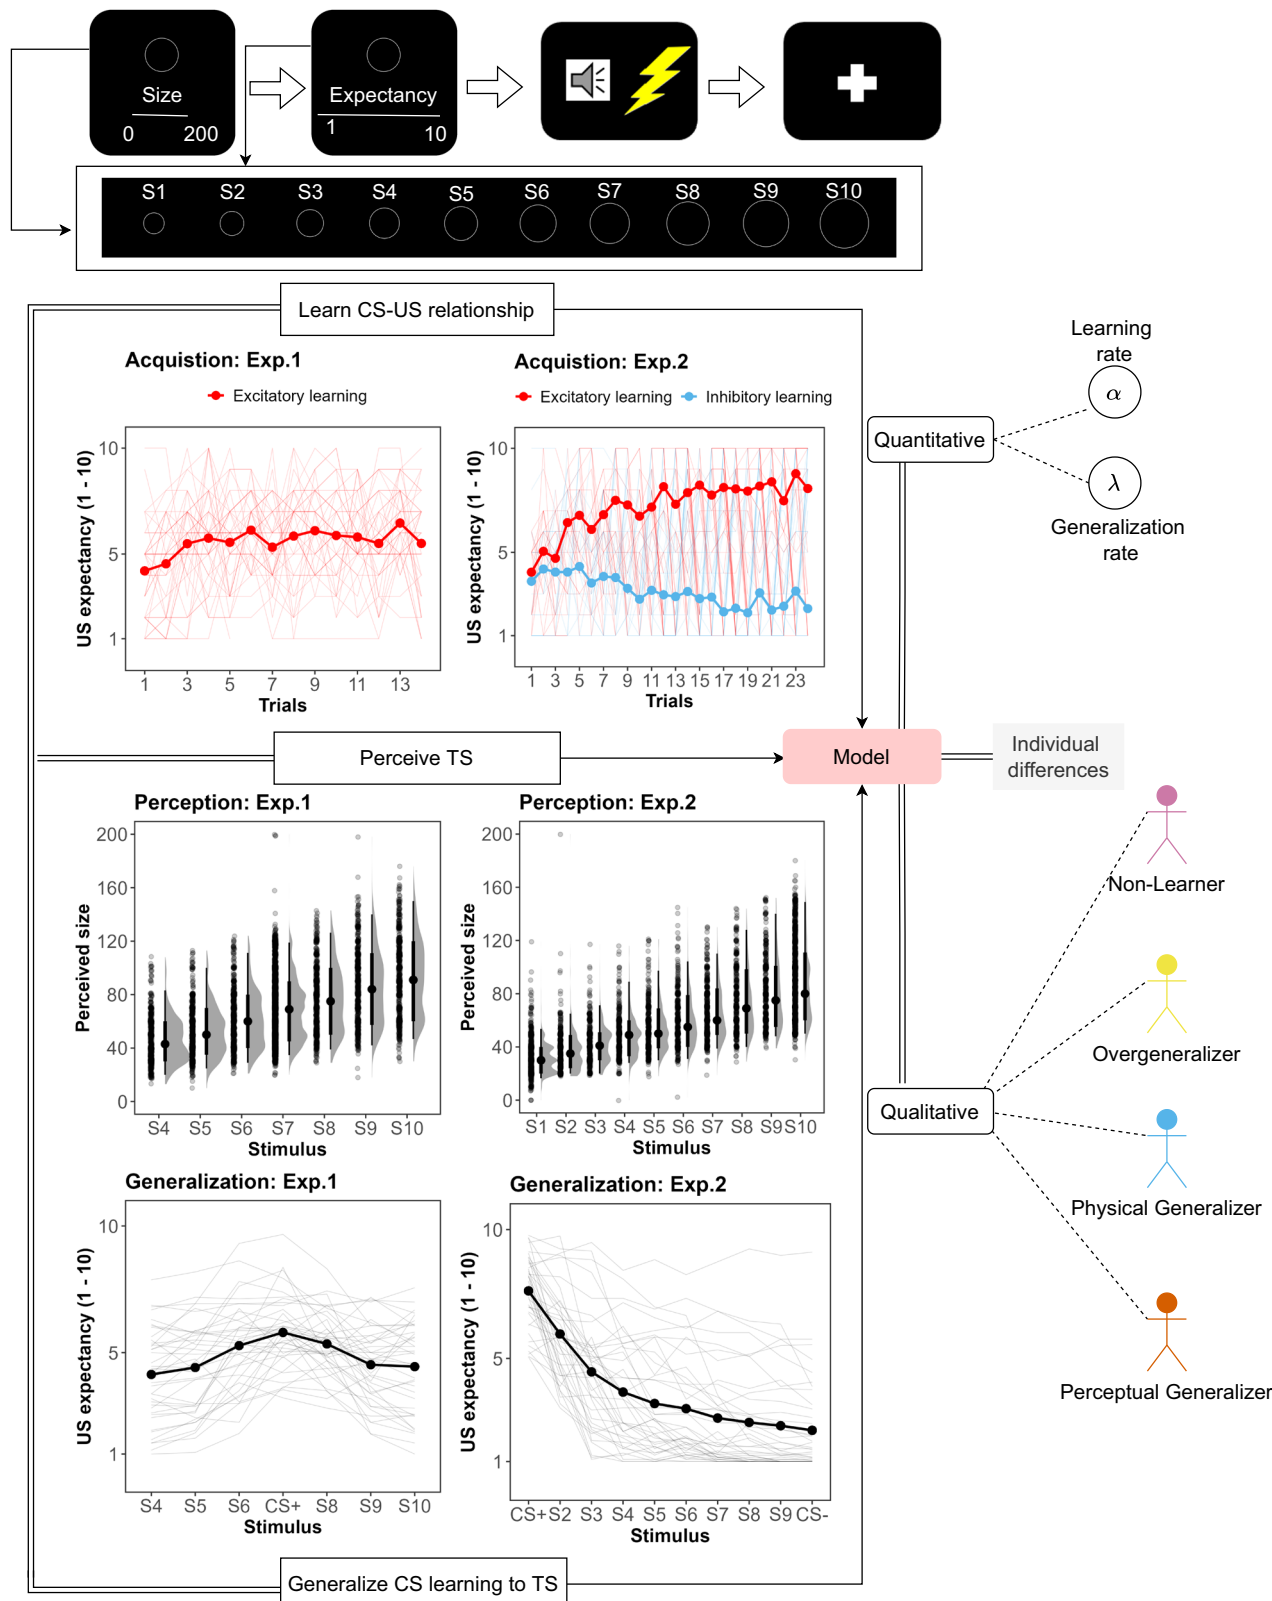 Size
0 200
Expectancy
1 10
S1 S2 S3 S4 S5 S6 S7 S8 S9 S10
Learn CS-US relationship
Acquistion: Exp.1
Excitatory learning
US expectancy (1 - 10)
10
5
1
1 3 5 7 9 11 13
Trials
Acquistion: Exp.2
Excitatory learning Inhibitory learning
US expectancy (1 - 10)
10
5
1
1 3 5 7 9 11 13 15 17 19 21 23
Trials
Learning
rate
α
Quantitative
λ
Generalization
rate
Perceive TS
Model
Individual
differences
Perception: Exp.1
Perceived size
200
160
120
80
40
0
S4 S5 S6 S7 S8 S9 S10
Stimulus
Perception: Exp.2
Perceived size
200
160
120
80
40
0
S1 S2 S3 S4 S5 S6 S7 S8 S9 S10
Stimulus
Non-Learner
Overgeneralizer
Qualitative
Physical Generalizer
Perceptual Generalizer
Generalization: Exp.1
US expectancy (1 - 10)
10
5
1
S4 S5 S6 CS+ S8 S9 S10
Stimulus
Generalization: Exp.2
US expectancy (1 - 10)
10
5
1
CS+ S2 S3 S4 S5 S6 S7 S8 S9 CS-
Stimulus
Generalize CS learning to TS